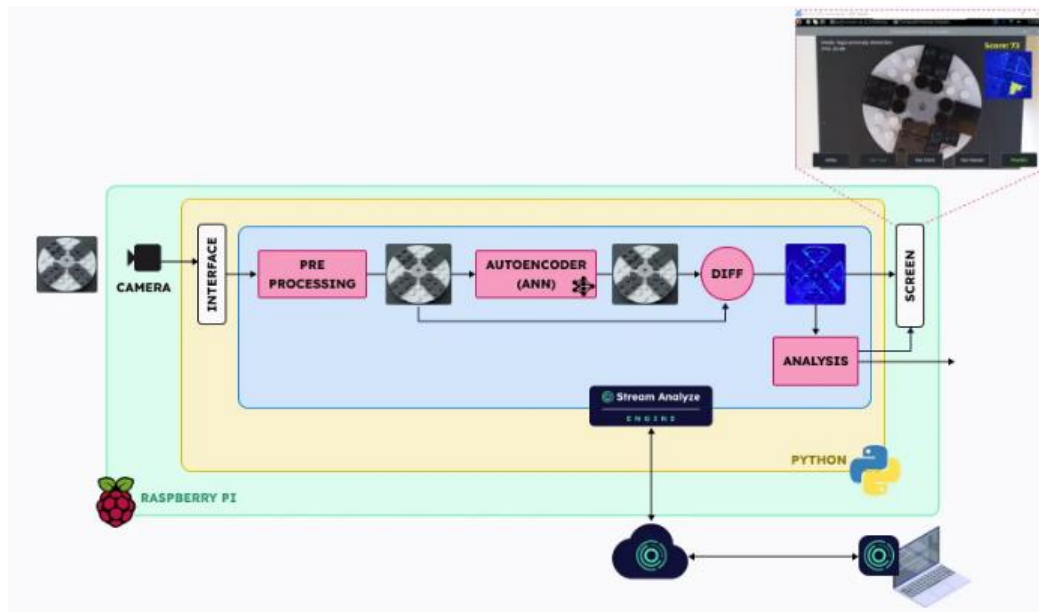 Score: 73
CAMERA
INTERFACE
PRE
PROCESSING
AUTOENCODER
(ANN)
DIFF
SCREEN
ANALYSIS
Stream Analyze
ENGINE
PYTHON
RASPBERRY PI